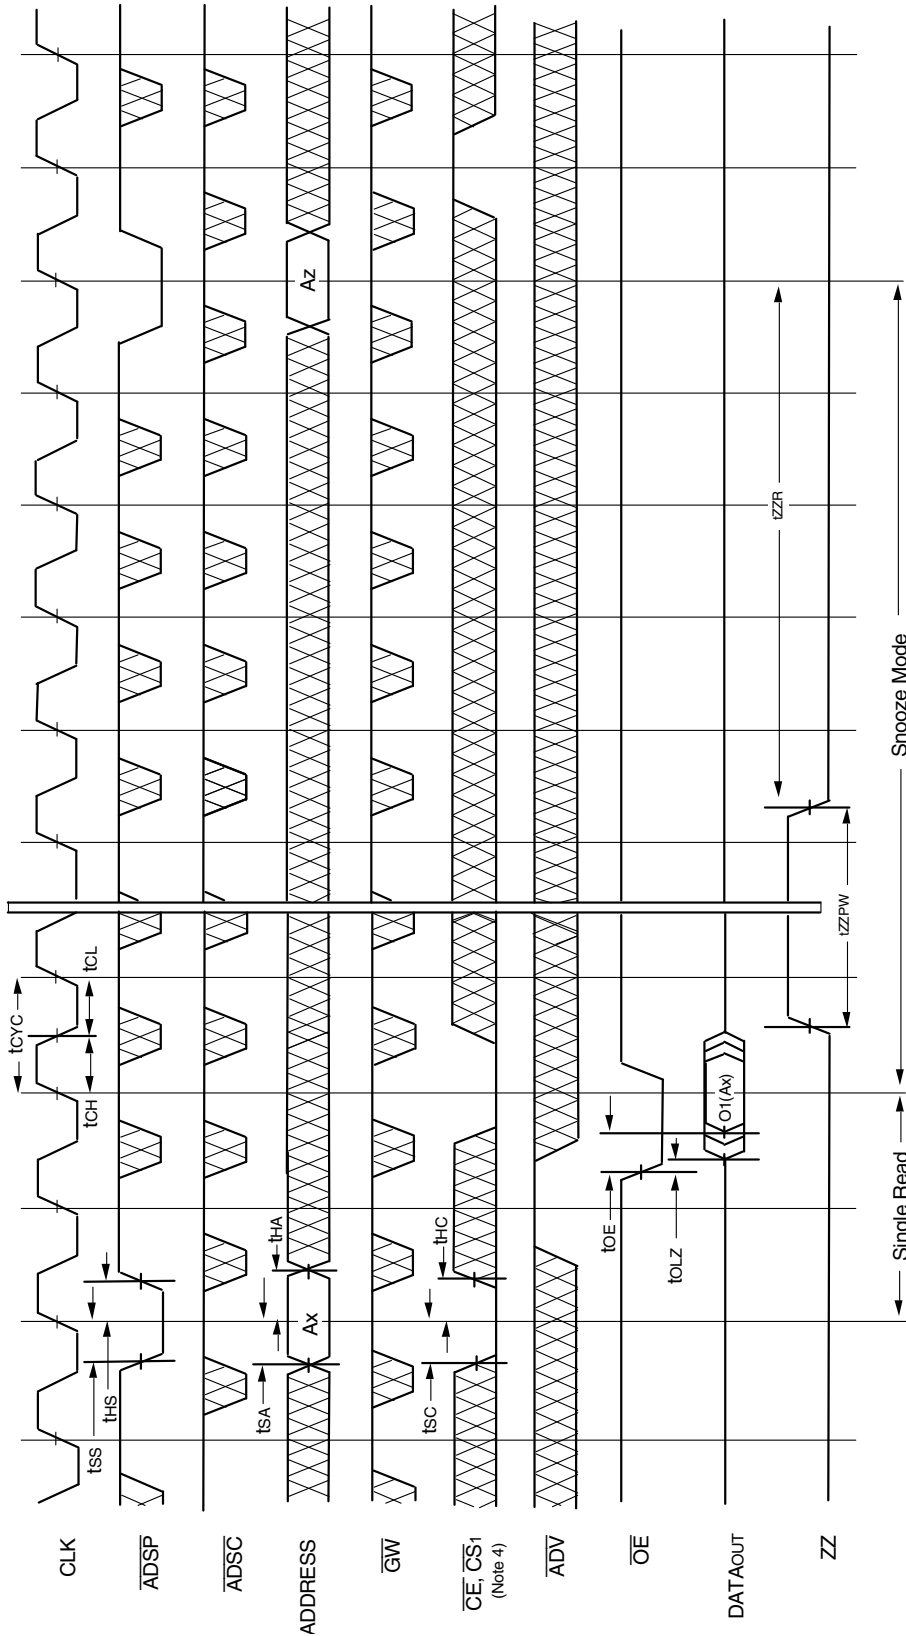 CLK
tCYC
tCH
tCL
tSS
tHS
ADSP
ADSC
ADDRESS
tSA
tHA
Ax
Az
GW
CE, CS1
(Note 4)
tSC
tHC
ADV
OE
tOE
tOLZ
DATAOUT
O1(Ax)
ZZ
tZZPW
tZZR
Single Read
Snooze Mode